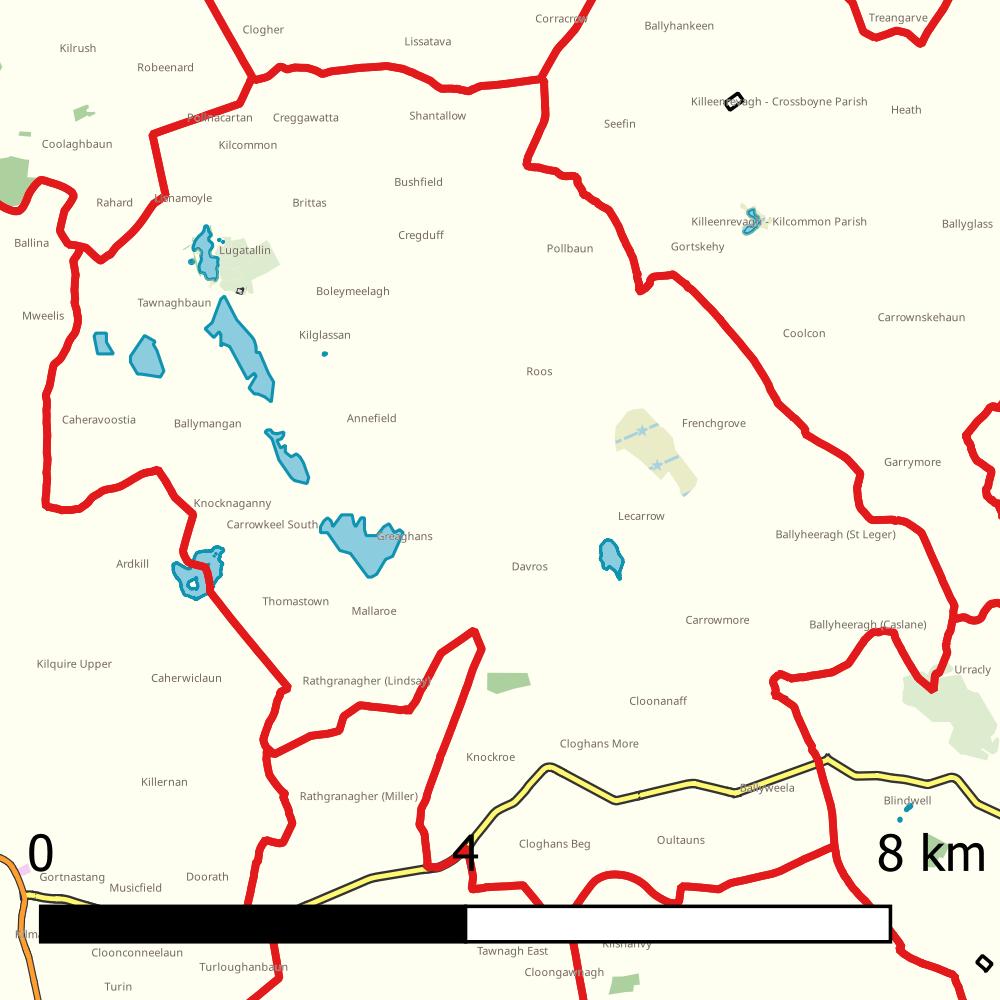 Corracrow
Treangarve
Ballyhankeen
Clogher
Lissatava
Kilrush
Robeenard
Killeenrevagh - Crossboyne Parish
Heath
Pollnacartan
Creggawatta
Shantallow
Seefin
Coolaghbaun
Kilcommon
Bushfield
Lisnamoyle
Rahard
Brittas
Killeenrevagh - Kilcommon Parish
Ballyglass
Cregduff
Ballina
Lugatallin
Pollbaun
Gortskehy
Boleymeelagh
Tawnaghbaun
Mweelis
Carrownskehaun
Kilglassan
Coolcon
Roos
Caheravoostia
Ballymangan
Annefield
Frenchgrove
Garrymore
Knocknaganny
Lecarrow
Carrowkeel South
Greaghans
Ballyheeragh (St Leger)
Ardkill
Davros
Thomastown
Mallaroe
Carrowmore
Ballyheeragh (Caslane)
Kilquire Upper
Caherwiclaun
Rathgranagher (Lindsay)
Urracly
Cloonanaff
Cloghans More
Knockroe
Killernan
Rathgranagher (Miller)
Ballyweela
Blindwell
Cloghans Beg
Oultauns
0
4
8 km
Gortnastang
Musicfield
Doorath
Kilshanvy
Cloonconneelaun
Turloughanbaun
Tawnagh East
Cloongawnagh
Turin